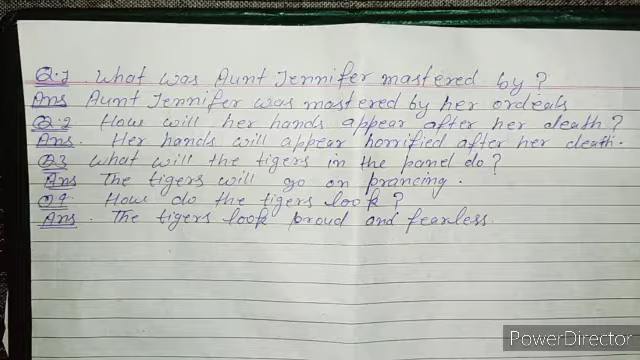 Q.1 What was Aunt Jennifer mastered by?
Ans Aunt Jennifer was mastered by her ordeals
Q.2 How will her hands appear after her death?
Ans. Her hands will appear horrified after her death.
Q3 What will the tigers in the panel do?
Ans The tigers will go on prancing.
Q4 How do the tigers look?
Ans. The tigers look proud and fearless.
PowerDirector